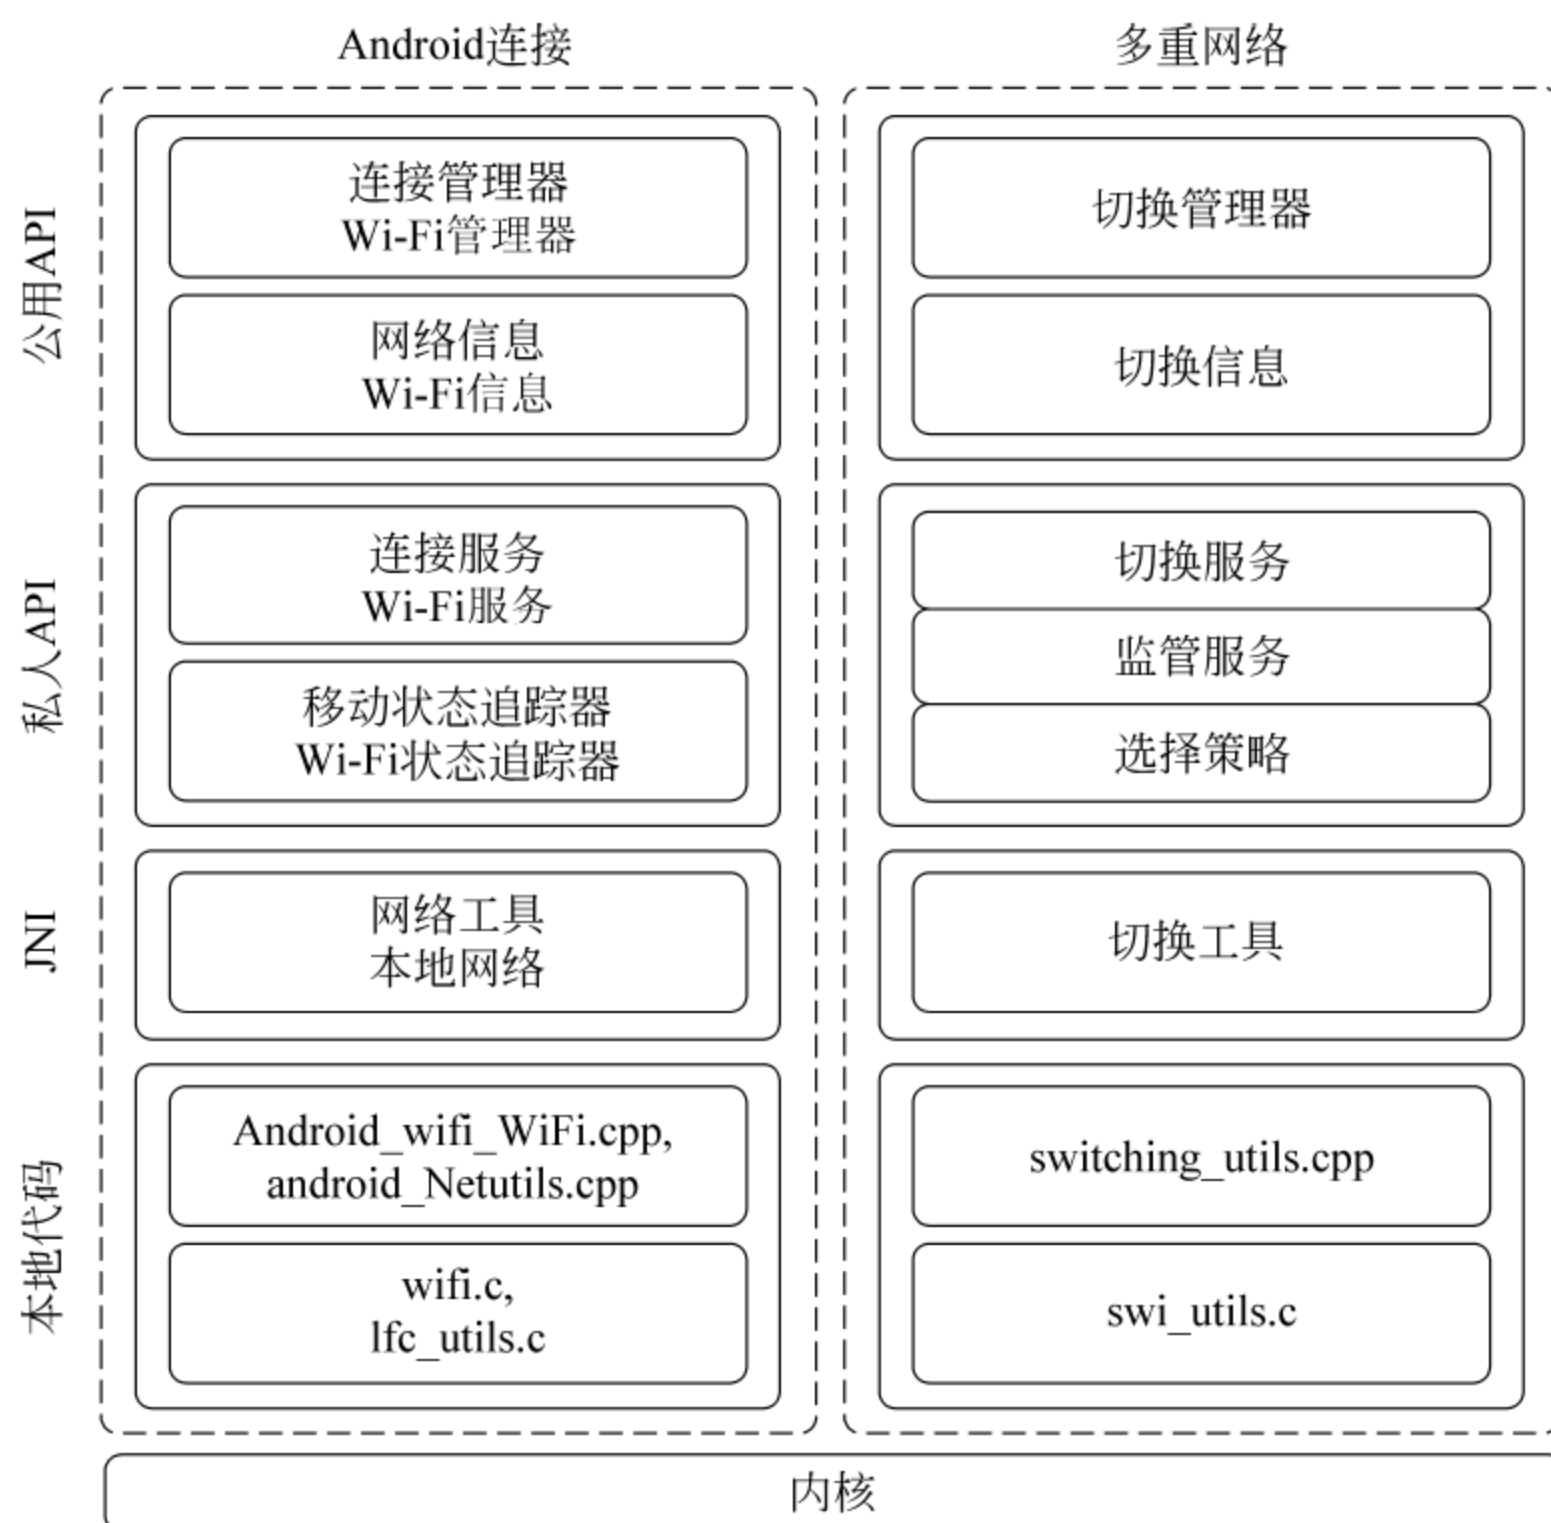 Android连接
多重网络
公用API
连接管理器
Wi-Fi管理器
网络信息
Wi-Fi信息
切换管理器
切换信息
私人API
连接服务
Wi-Fi服务
移动状态追踪器
Wi-Fi状态追踪器
切换服务
监管服务
选择策略
JNI
网络工具
本地网络
切换工具
本地代码
Android_wifi_WiFi.cpp,
android_Netutils.cpp
wifi.c,
lfc_utils.c
switching_utils.cpp
swi_utils.c
内核